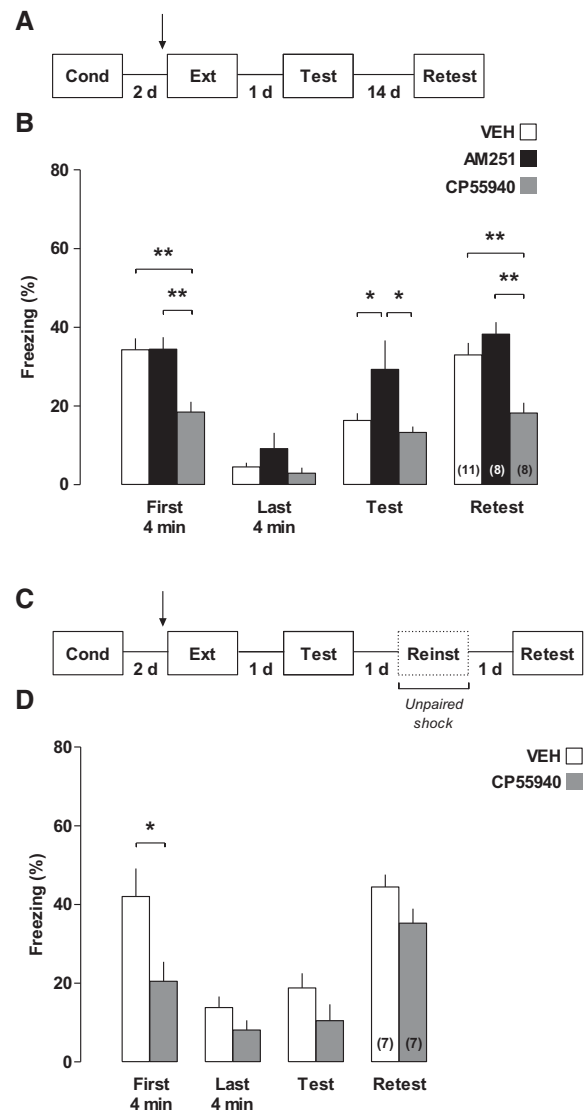 A
Cond
Ext
Test
Retest
2 d
1 d
14 d
B
VEH
AM251
CP55940
Freezing (%)
80
60
40
20
0
**
**
*
*
**
**
(11)
(8)
(8)
First
4 min
Last
4 min
Test
Retest
C
Cond
Ext
Test
Reinst
Retest
2 d
1 d
1 d
1 d
Unpaired
shock
D
VEH
CP55940
Freezing (%)
80
60
40
20
0
*
(7)
(7)
First
4 min
Last
4 min
Test
Retest